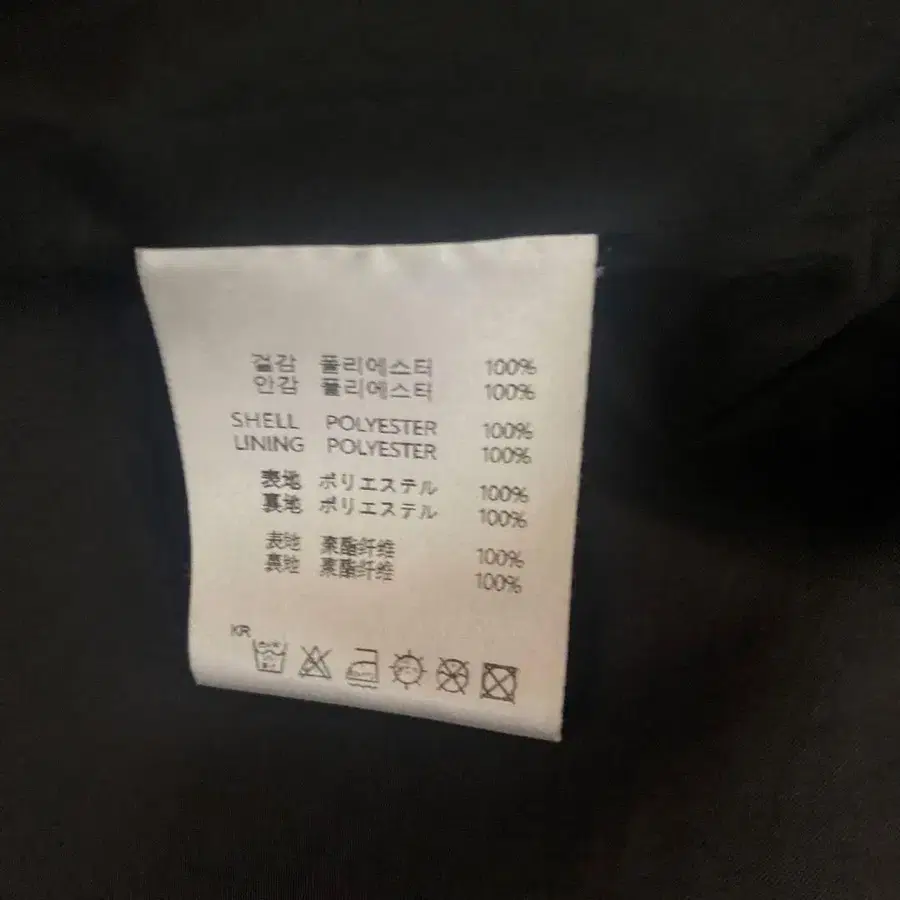 겉감 폴리에스터 100%
안감 폴리에스터 100%
SHELL POLYESTER 100%
LINING POLYESTER 100%
表地 ポリエステル 100%
裏地 ポリエステル 100%
表地 聚酯纤维 100%
裏地 聚酯纤维 100%
KR